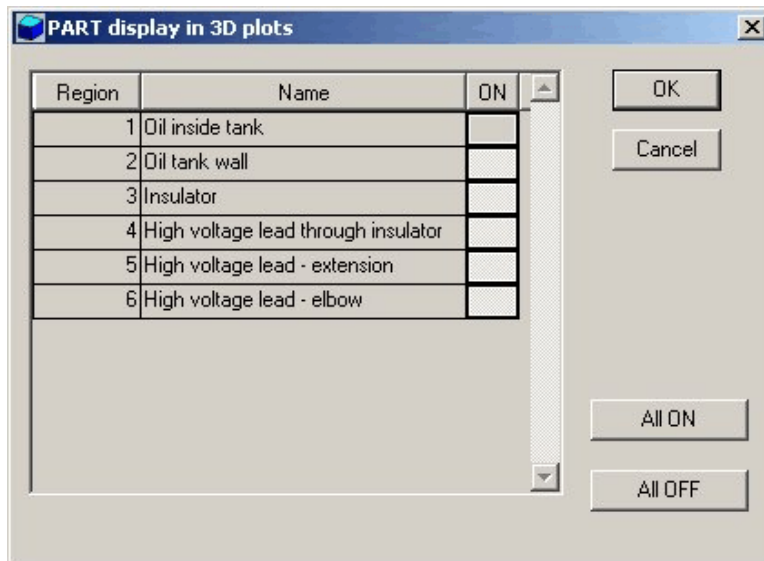 PART display in 3D plots
Region Name ON
1 Oil inside tank
2 Oil tank wall
3 Insulator
4 High voltage lead through insulator
5 High voltage lead - extension
6 High voltage lead - elbow
OK
Cancel
All ON
All OFF